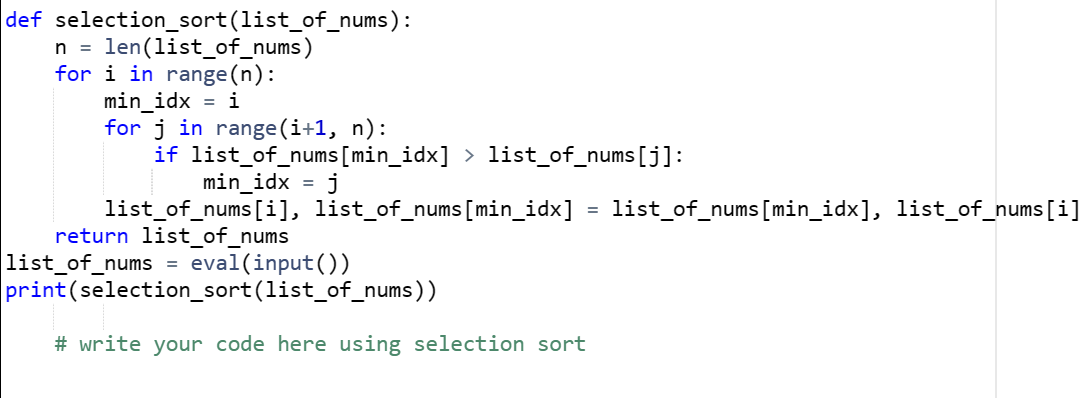 def selection_sort(list_of_nums):
    n = len(list_of_nums)
    for i in range(n):
        min_idx = i
        for j in range(i+1, n):
            if list_of_nums[min_idx] > list_of_nums[j]:
                min_idx = j
        list_of_nums[i], list_of_nums[min_idx] = list_of_nums[min_idx], list_of_nums[i]
    return list_of_nums
list_of_nums = eval(input())
print(selection_sort(list_of_nums))
    # write your code here using selection sort